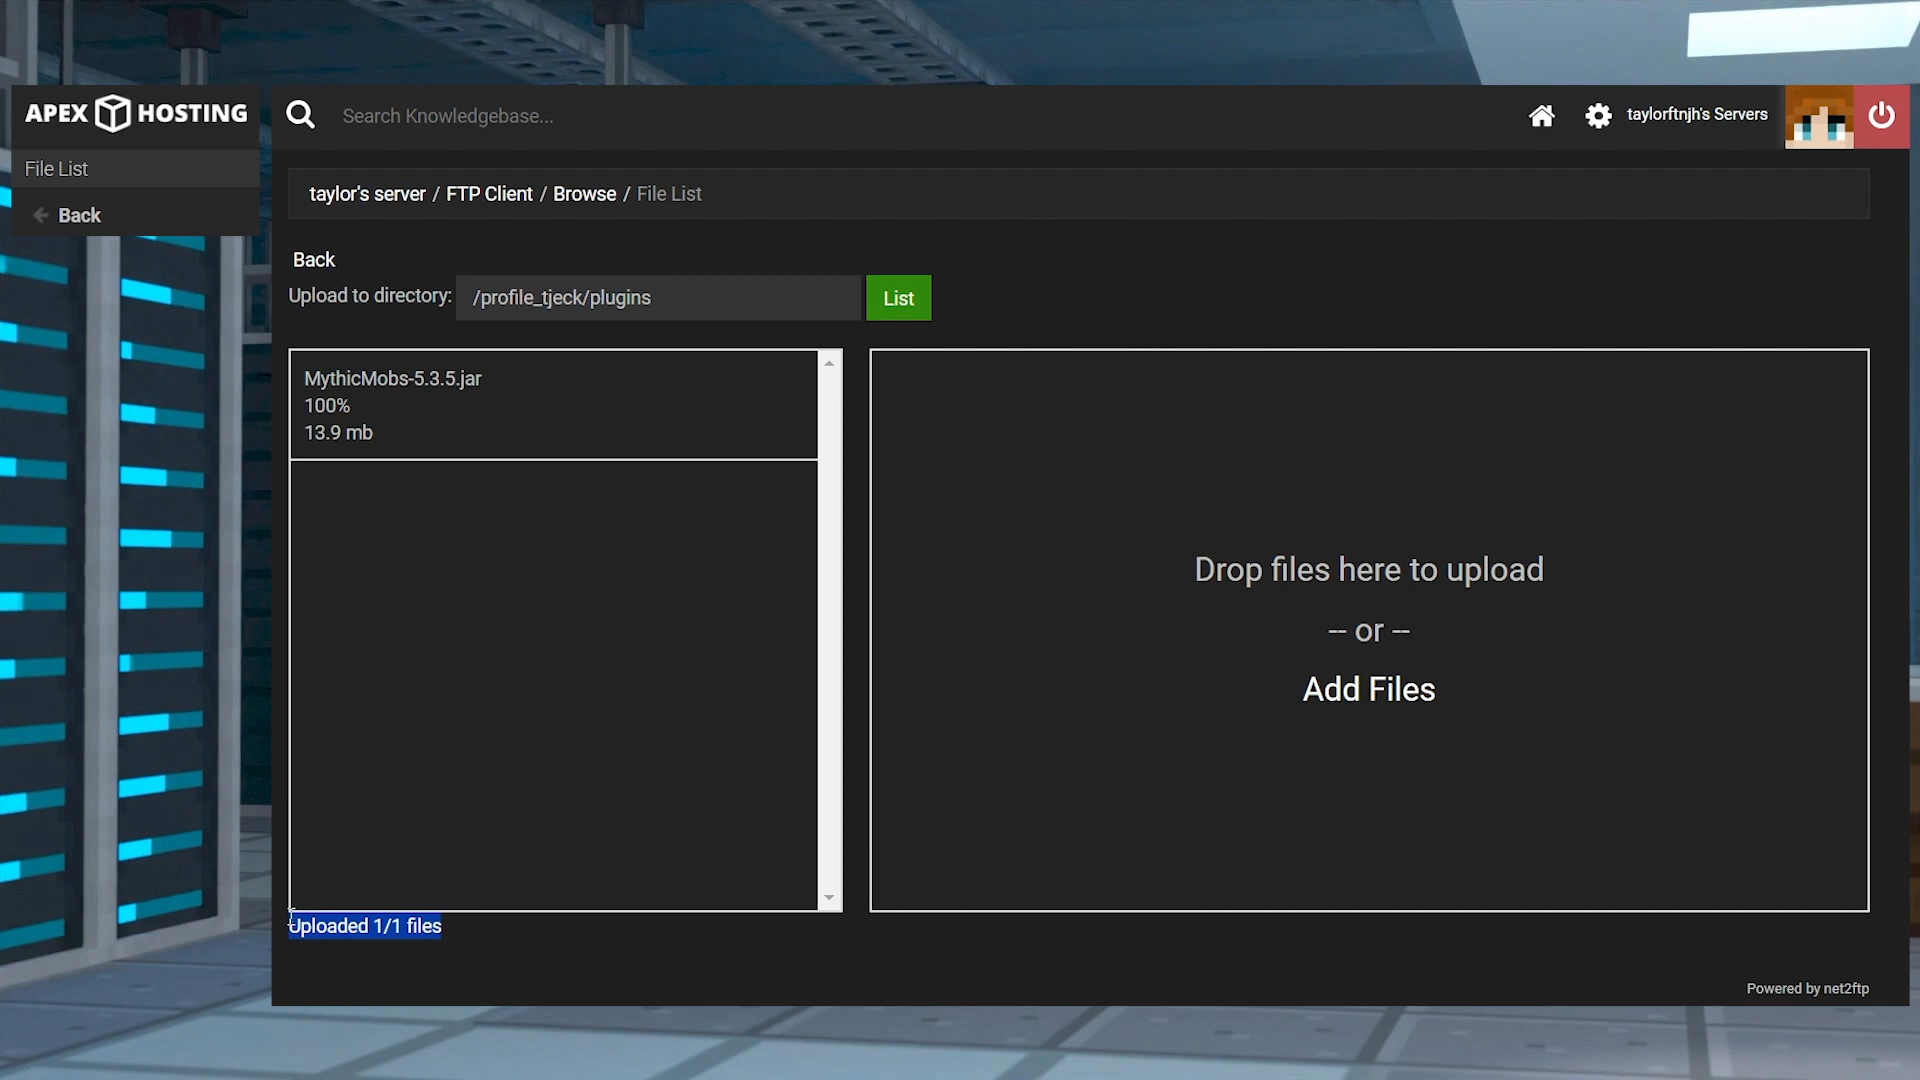 APEX HOSTING
Search Knowledgebase...
taylorftnjh's Servers
File List
Back
taylor's server / FTP Client / Browse / File List
Back
Upload to directory: /profile_tjeck/plugins List
MythicMobs-5.3.5.jar
100%
13.9 mb
Drop files here to upload
-- or --
Add Files
Uploaded 1/1 files
Powered by net2ftp